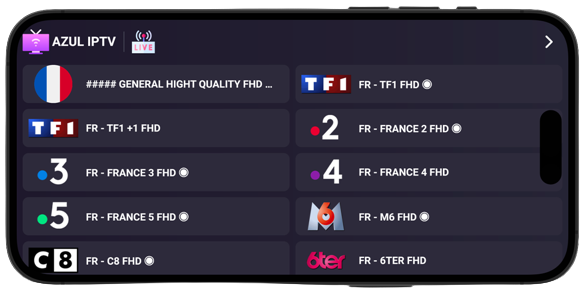 AZUL IPTV
LIVE
##### GENERAL HIGHT QUALITY FHD ...
TF1 FR - TF1 FHD
TF1 FR - TF1 +1 FHD
2 FR - FRANCE 2 FHD
3 FR - FRANCE 3 FHD
4 FR - FRANCE 4 FHD
5 FR - FRANCE 5 FHD
M6 FR - M6 FHD
C8 FR - C8 FHD
6ter FR - 6TER FHD